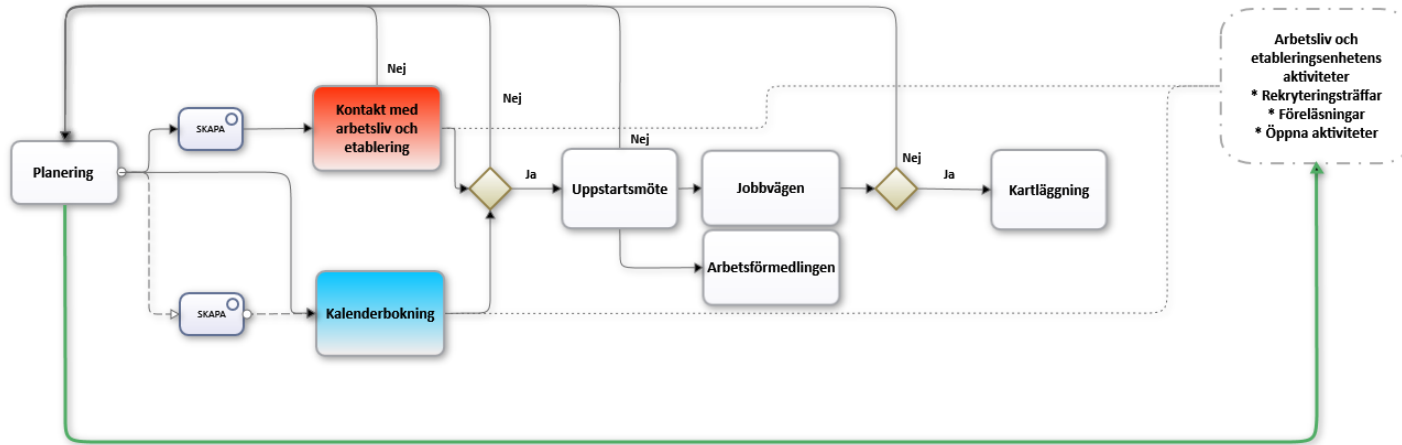 Arbetsliv och
etableringsenhetens
aktiviteter
* Rekryteringsträffar
* Föreläsningar
* Öppna aktiviteter
Nej
Nej
Nej
Nej
SKAPA
Kontakt med
arbetsliv och
etablering
Planering
Ja
Uppstartsmöte
Jobbvägen
Ja
Kartläggning
Arbetsförmedlingen
SKAPA
Kalenderbokning